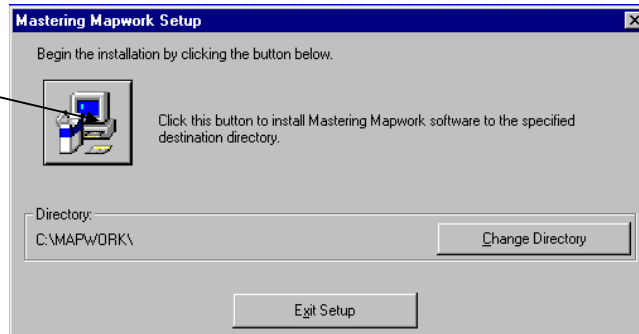 Mastering Mapwork Setup
Begin the installation by clicking the button below.
Click this button to install Mastering Mapwork software to the specified
destination directory.
Directory:
C:\MAPWORK\
Change Directory
Exit Setup